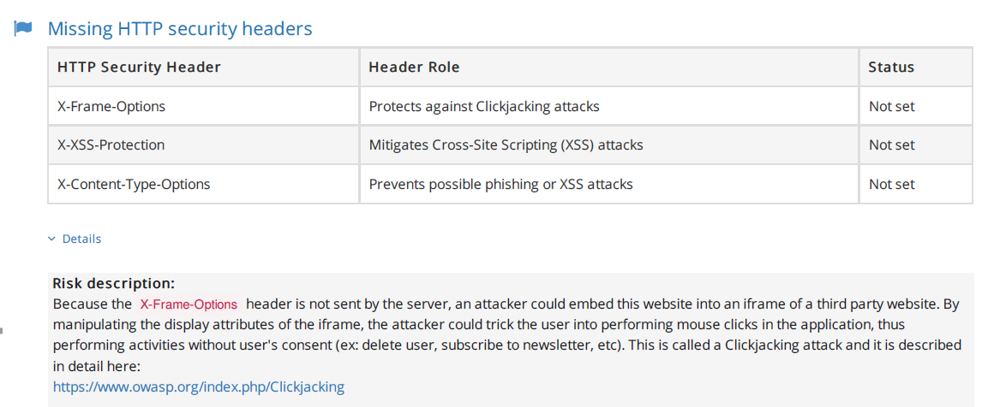 Missing HTTP security headers
HTTP Security Header Header Role Status
X-Frame-Options Protects against Clickjacking attacks Not set
X-XSS-Protection Mitigates Cross-Site Scripting (XSS) attacks Not set
X-Content-Type-Options Prevents possible phishing or XSS attacks Not set
Details
Risk description:
Because the X-Frame-Options header is not sent by the server, an attacker could embed this website into an iframe of a third party website. By
manipulating the display attributes of the iframe, the attacker could trick the user into performing mouse clicks in the application, thus
performing activities without user's consent (ex: delete user, subscribe to newsletter, etc). This is called a Clickjacking attack and it is described
in detail here:
https://www.owasp.org/index.php/Clickjacking